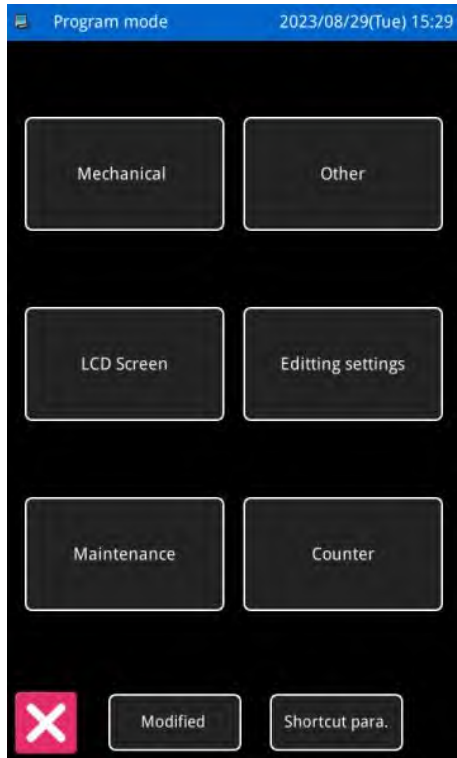 Program mode 2023/08/29(Tue) 15:29
Mechanical Other
LCD Screen Editting settings
Maintenance Counter
Modified Shortcut para.